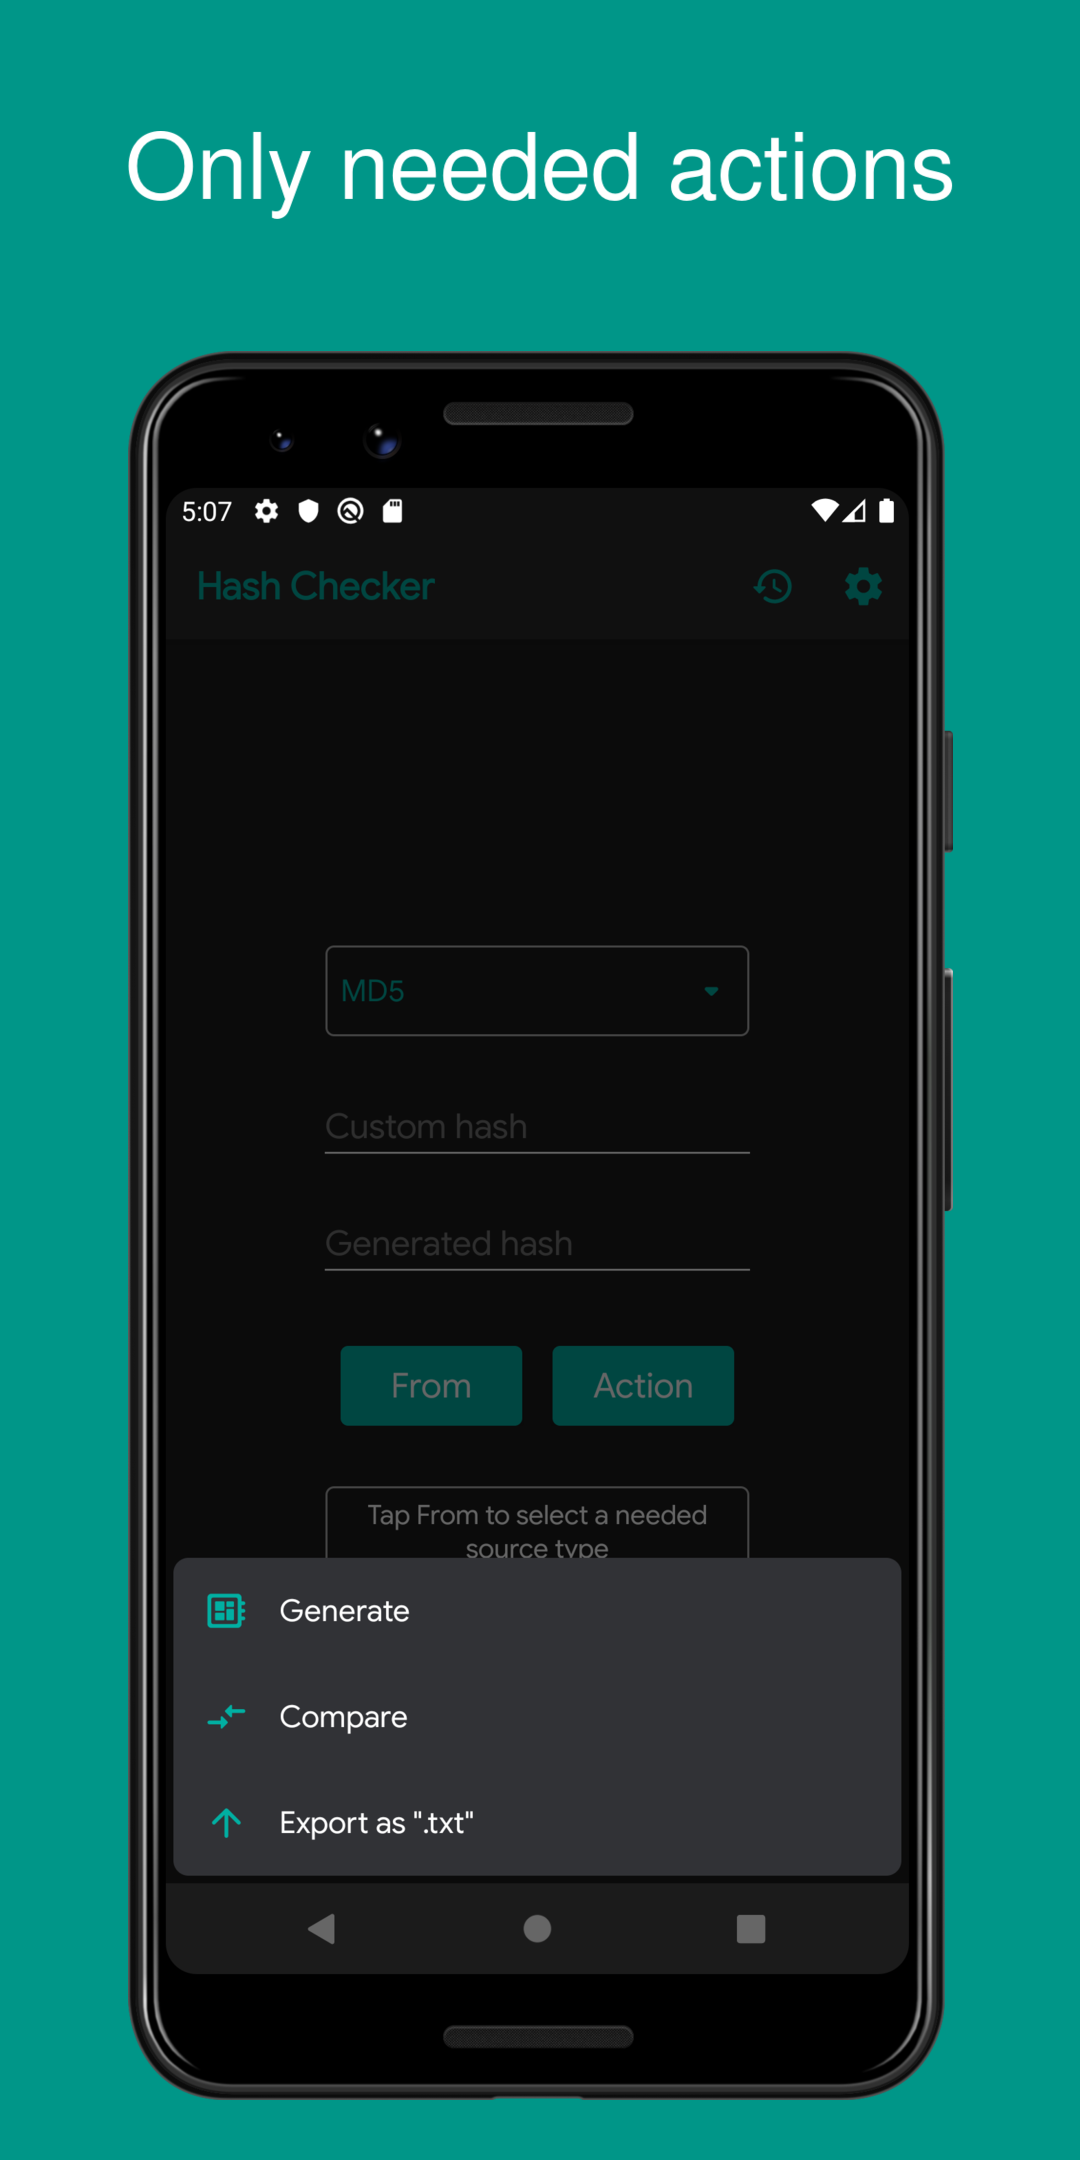 Only needed actions
5:07
Hash Checker
MD5
Custom hash
Generated hash
From
Action
Tap From to select a needed
source type
Generate
Compare
Export as ".txt"